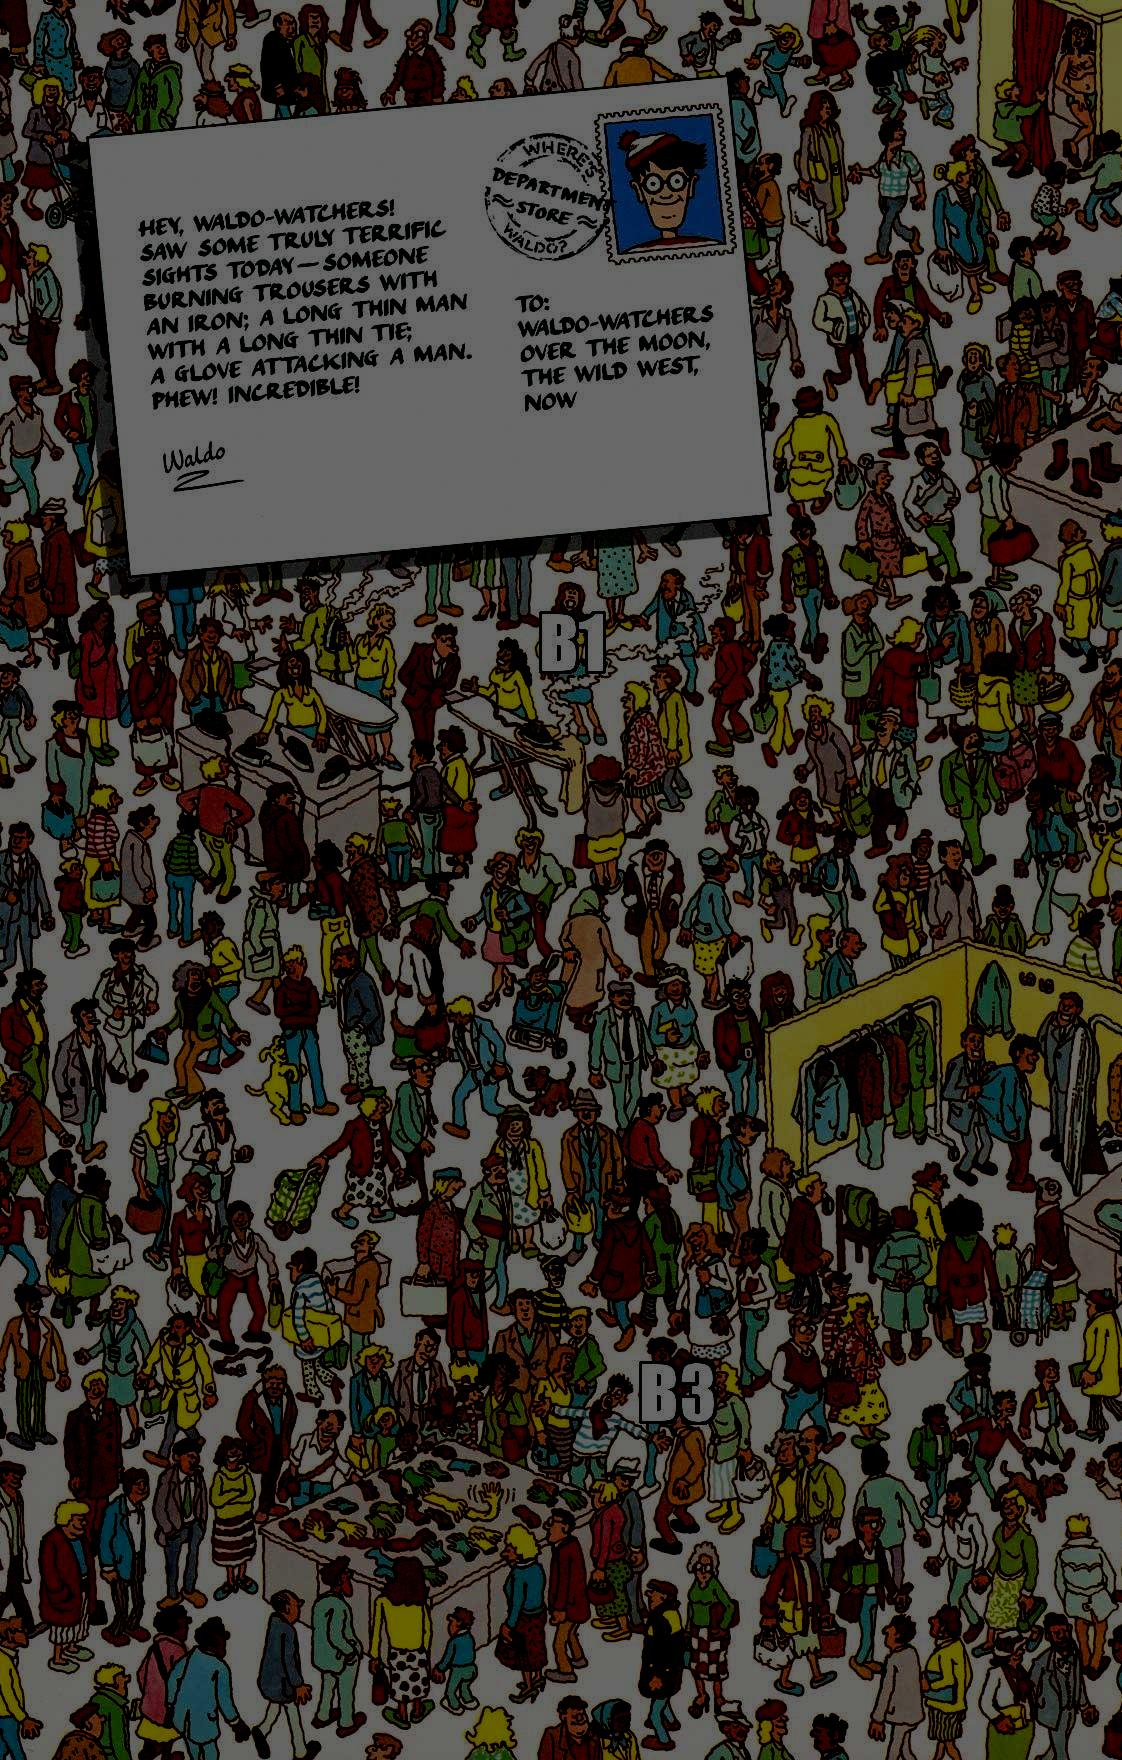 WHERE'S
DEPARTMENT
STORE
WALDO?
HEY, WALDO-WATCHERS!
SAW SOME TRULY TERRIFIC
SIGHTS TODAY—SOMEONE
BURNING TROUSERS WITH
AN IRON; A LONG THIN MAN
WITH A LONG THIN TIE;
A GLOVE ATTACKING A MAN.
PHEW! INCREDIBLE!
Waldo
TO:
WALDO-WATCHERS
OVER THE MOON,
THE WILD WEST,
NOW
B1
B3